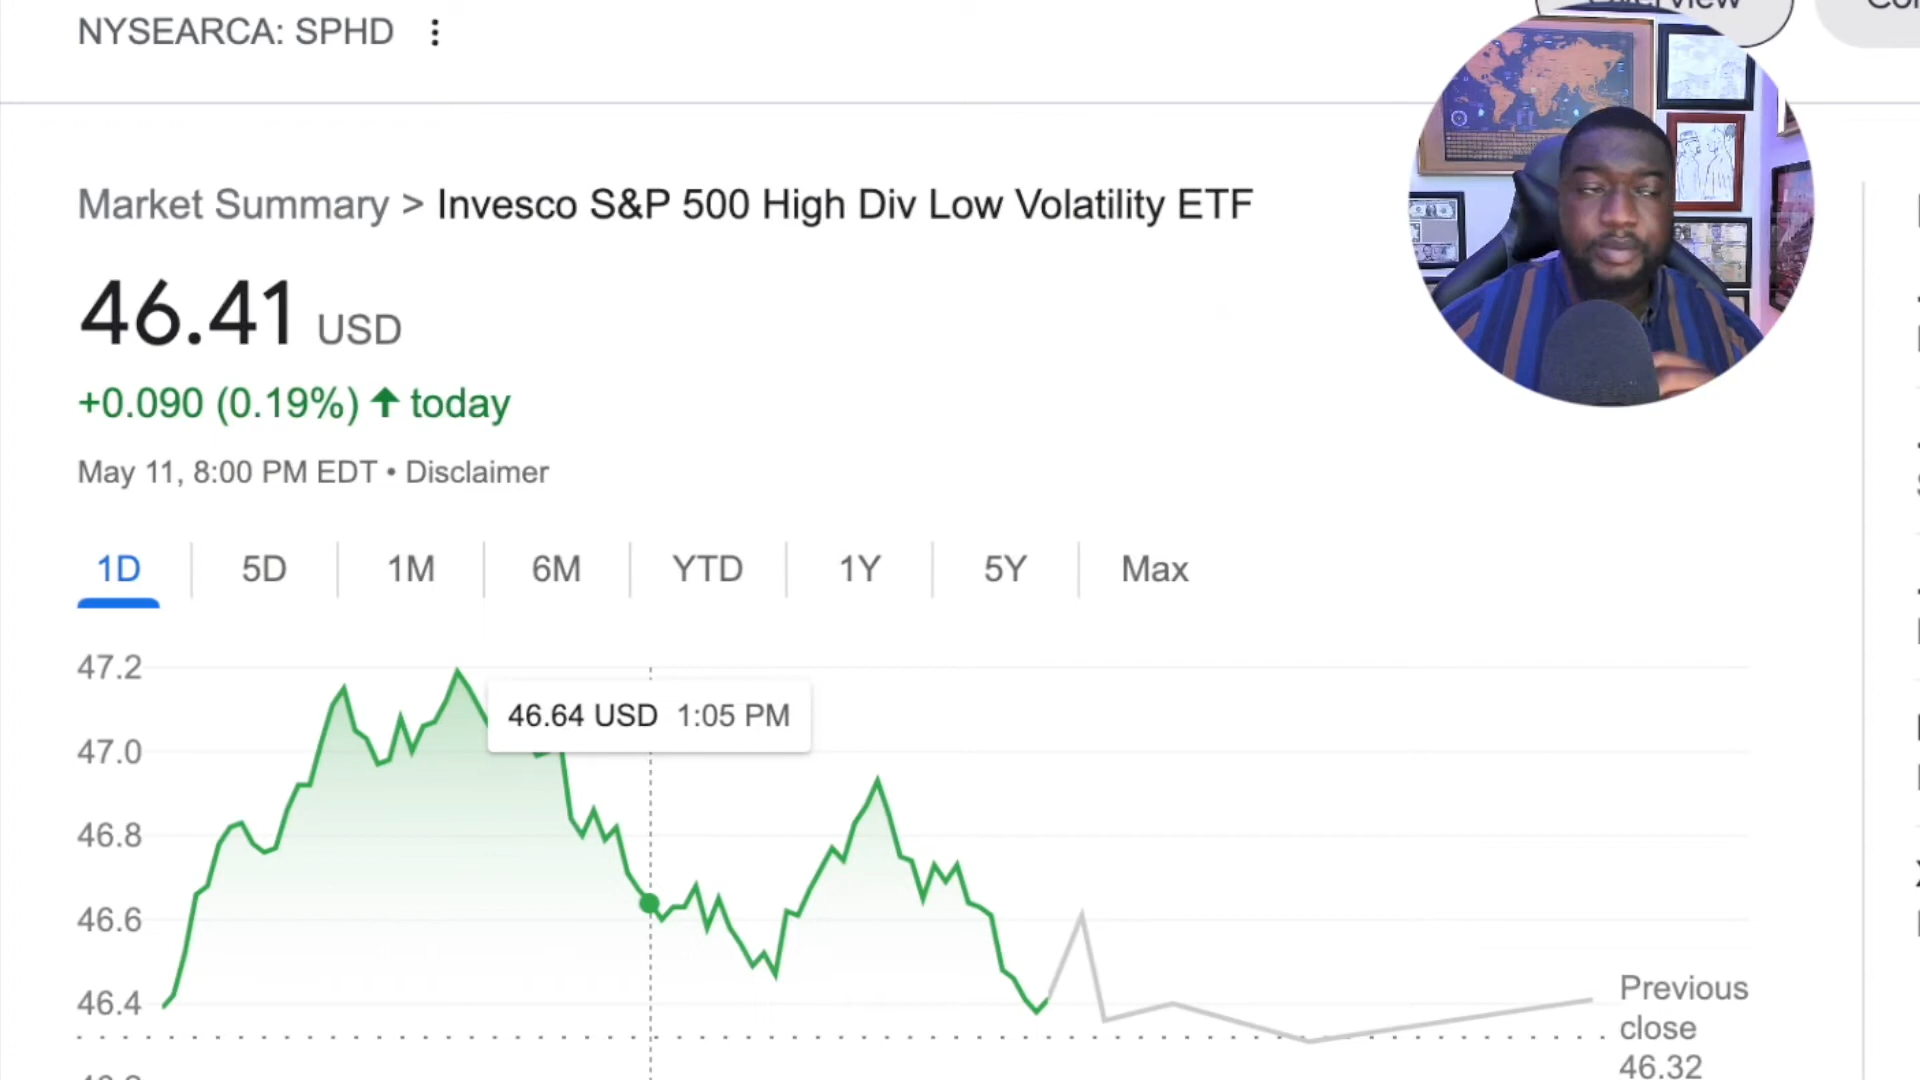 NYSEARCA: SPHD
Market Summary > Invesco S&P 500 High Div Low Volatility ETF
46.41 USD
+0.090 (0.19%) ↑ today
May 11, 8:00 PM EDT • Disclaimer
1D 5D 1M 6M YTD 1Y 5Y Max
47.2
46.64 USD 1:05 PM
47.0
46.8
46.6
46.4
Previous
close
46.32